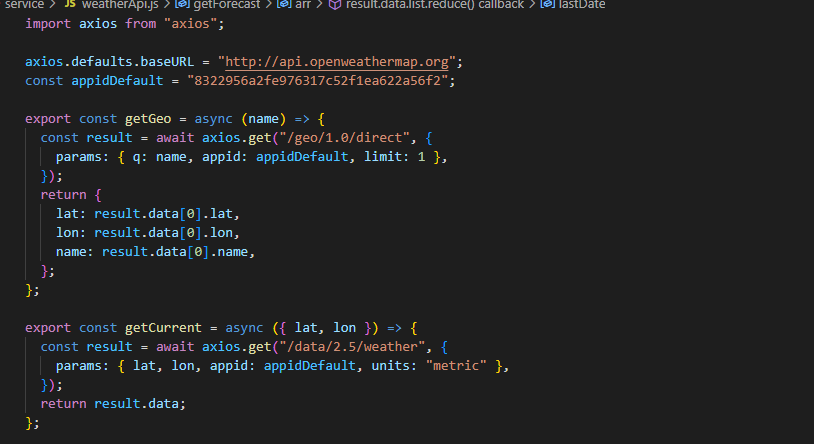 service > JS weatherApi.js > getForecast > arr > result.data.list.reduce() callback > lastDate
import axios from "axios";
axios.defaults.baseURL = "http://api.openweathermap.org";
const appidDefault = "8322956a2fe976317c52f1ea622a56f2";
export const getGeo = async (name) => {
const result = await axios.get("/geo/1.0/direct", {
params: { q: name, appid: appidDefault, limit: 1 },
});
return {
lat: result.data[0].lat,
lon: result.data[0].lon,
name: result.data[0].name,
};
};
export const getCurrent = async ({ lat, lon }) => {
const result = await axios.get("/data/2.5/weather", {
params: { lat, lon, appid: appidDefault, units: "metric" },
});
return result.data;
};